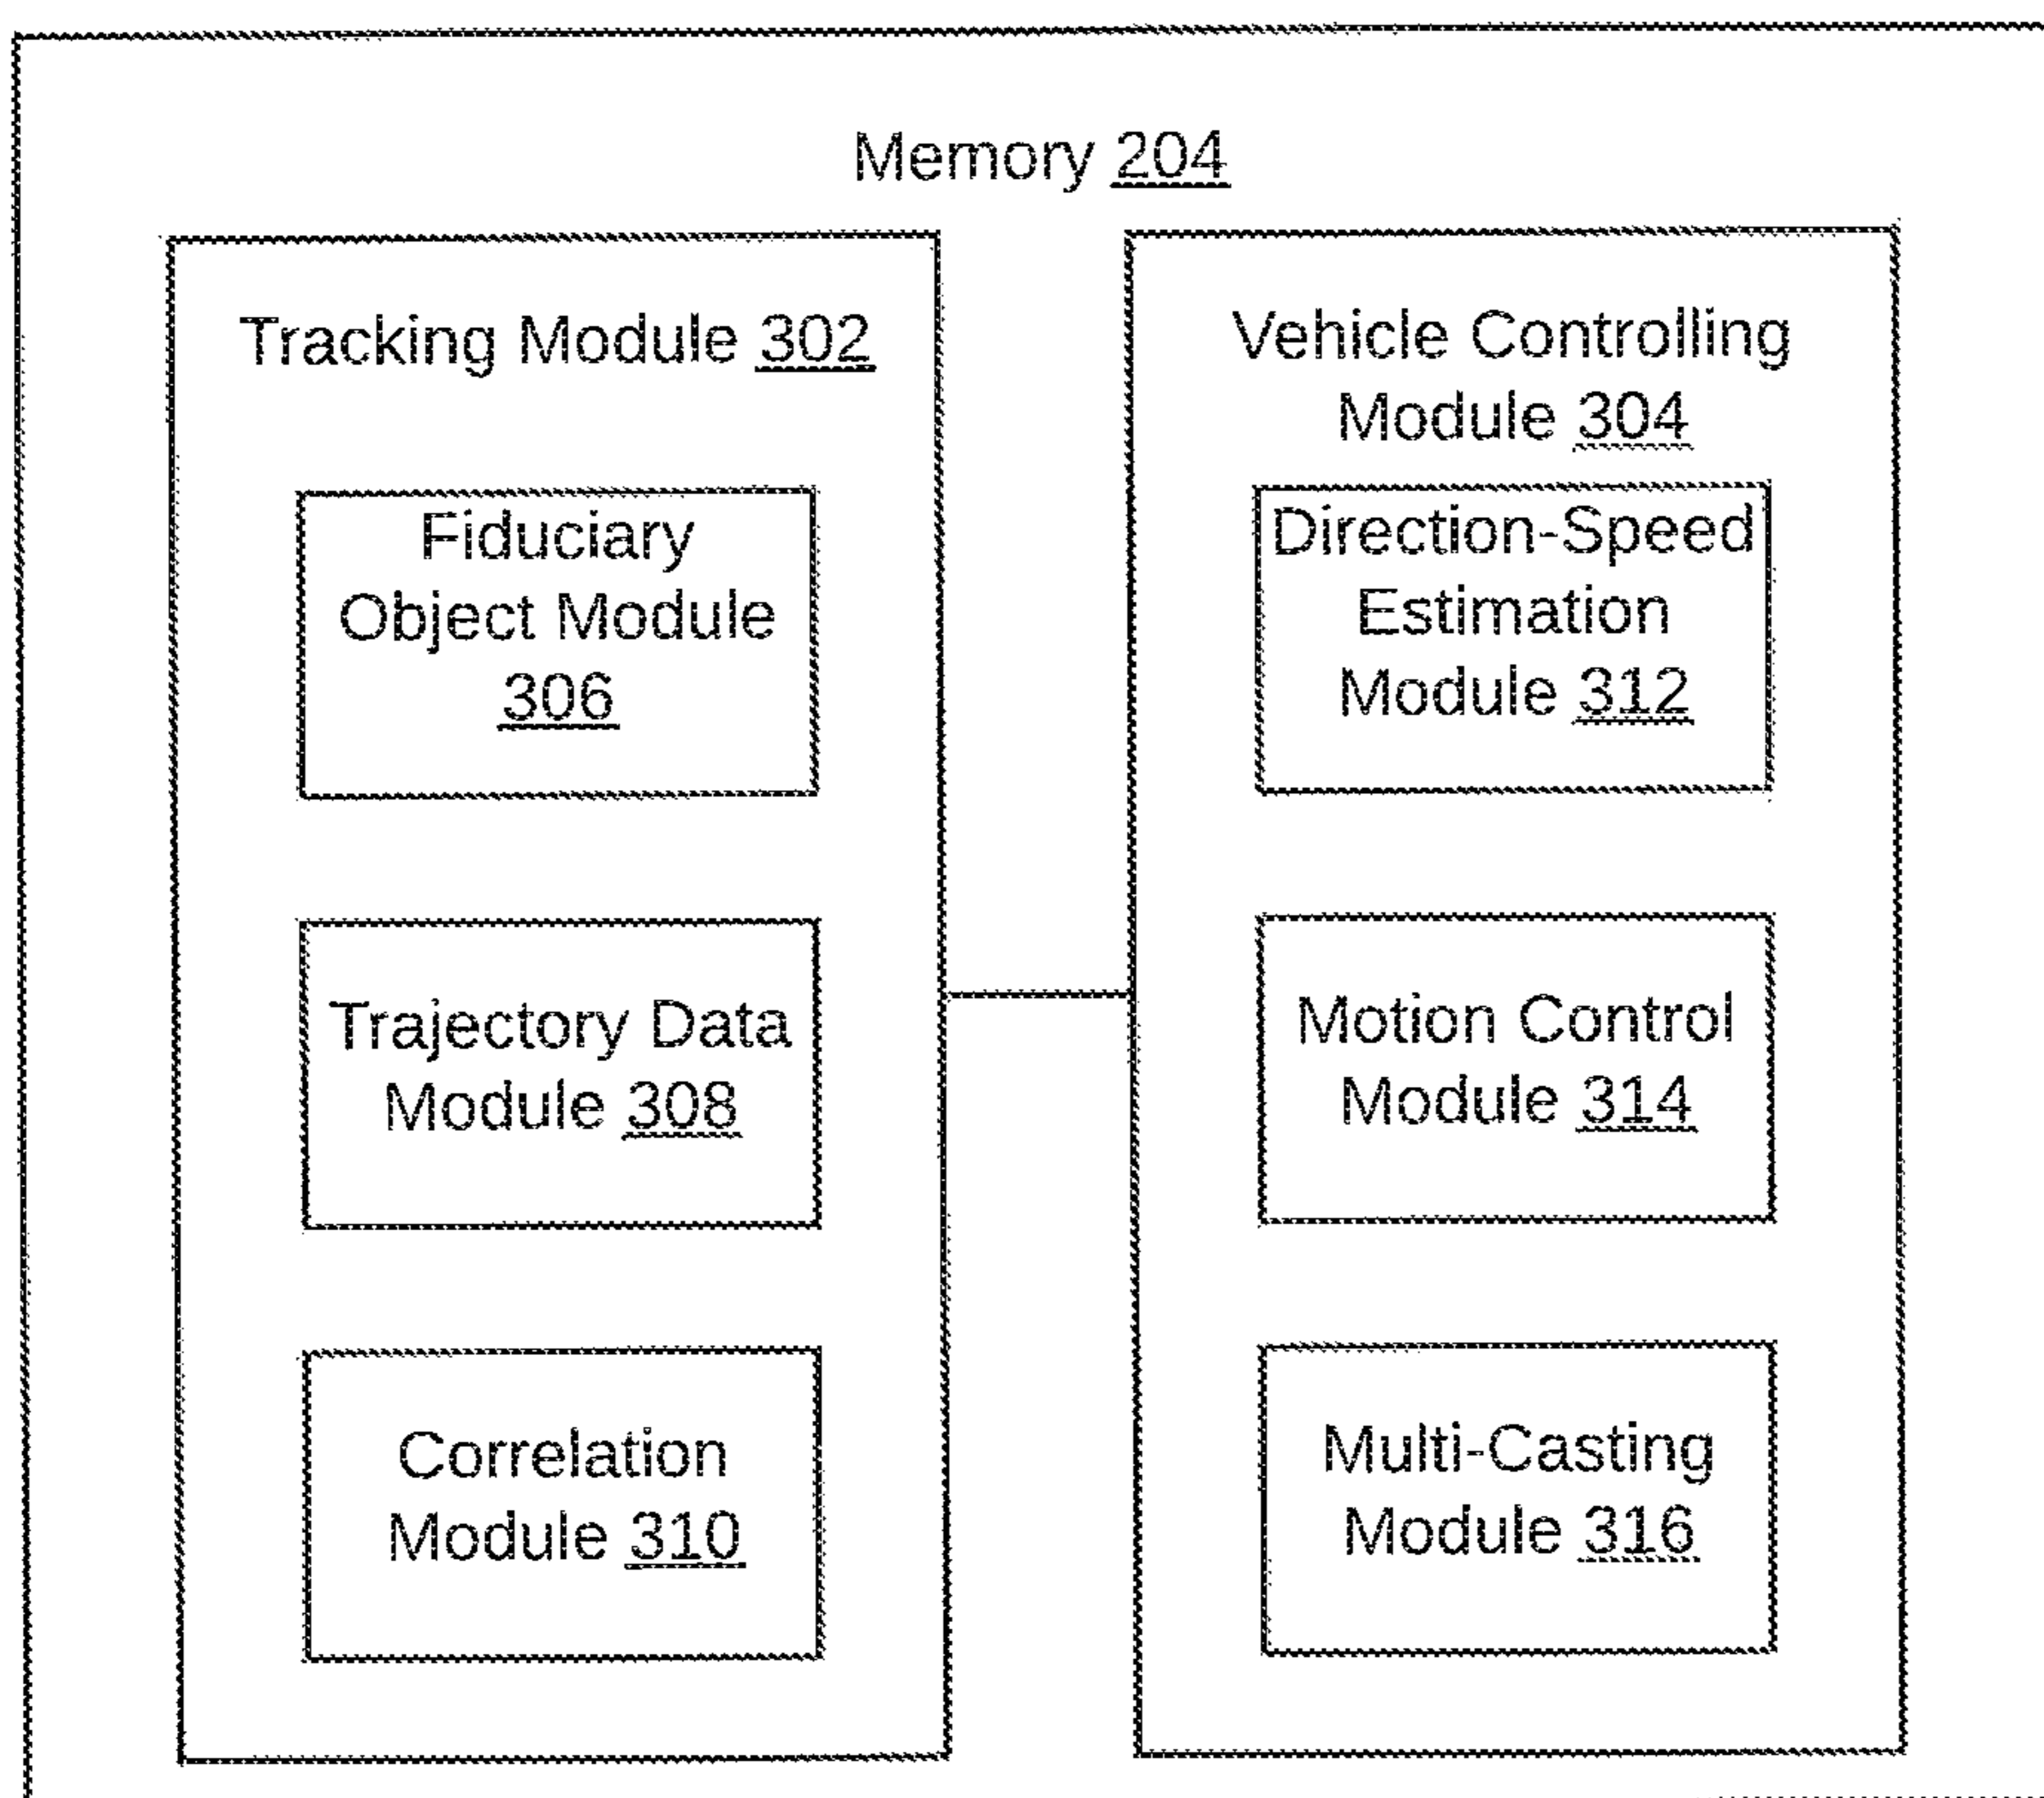 Memory 204
Tracking Module 302
Fiduciary
Object Module
306
Trajectory Data
Module 308
Correlation
Module 310
Vehicle Controlling
Module 304
Direction-Speed
Estimation
Module 312
Motion Control
Module 314
Multi-Casting
Module 316